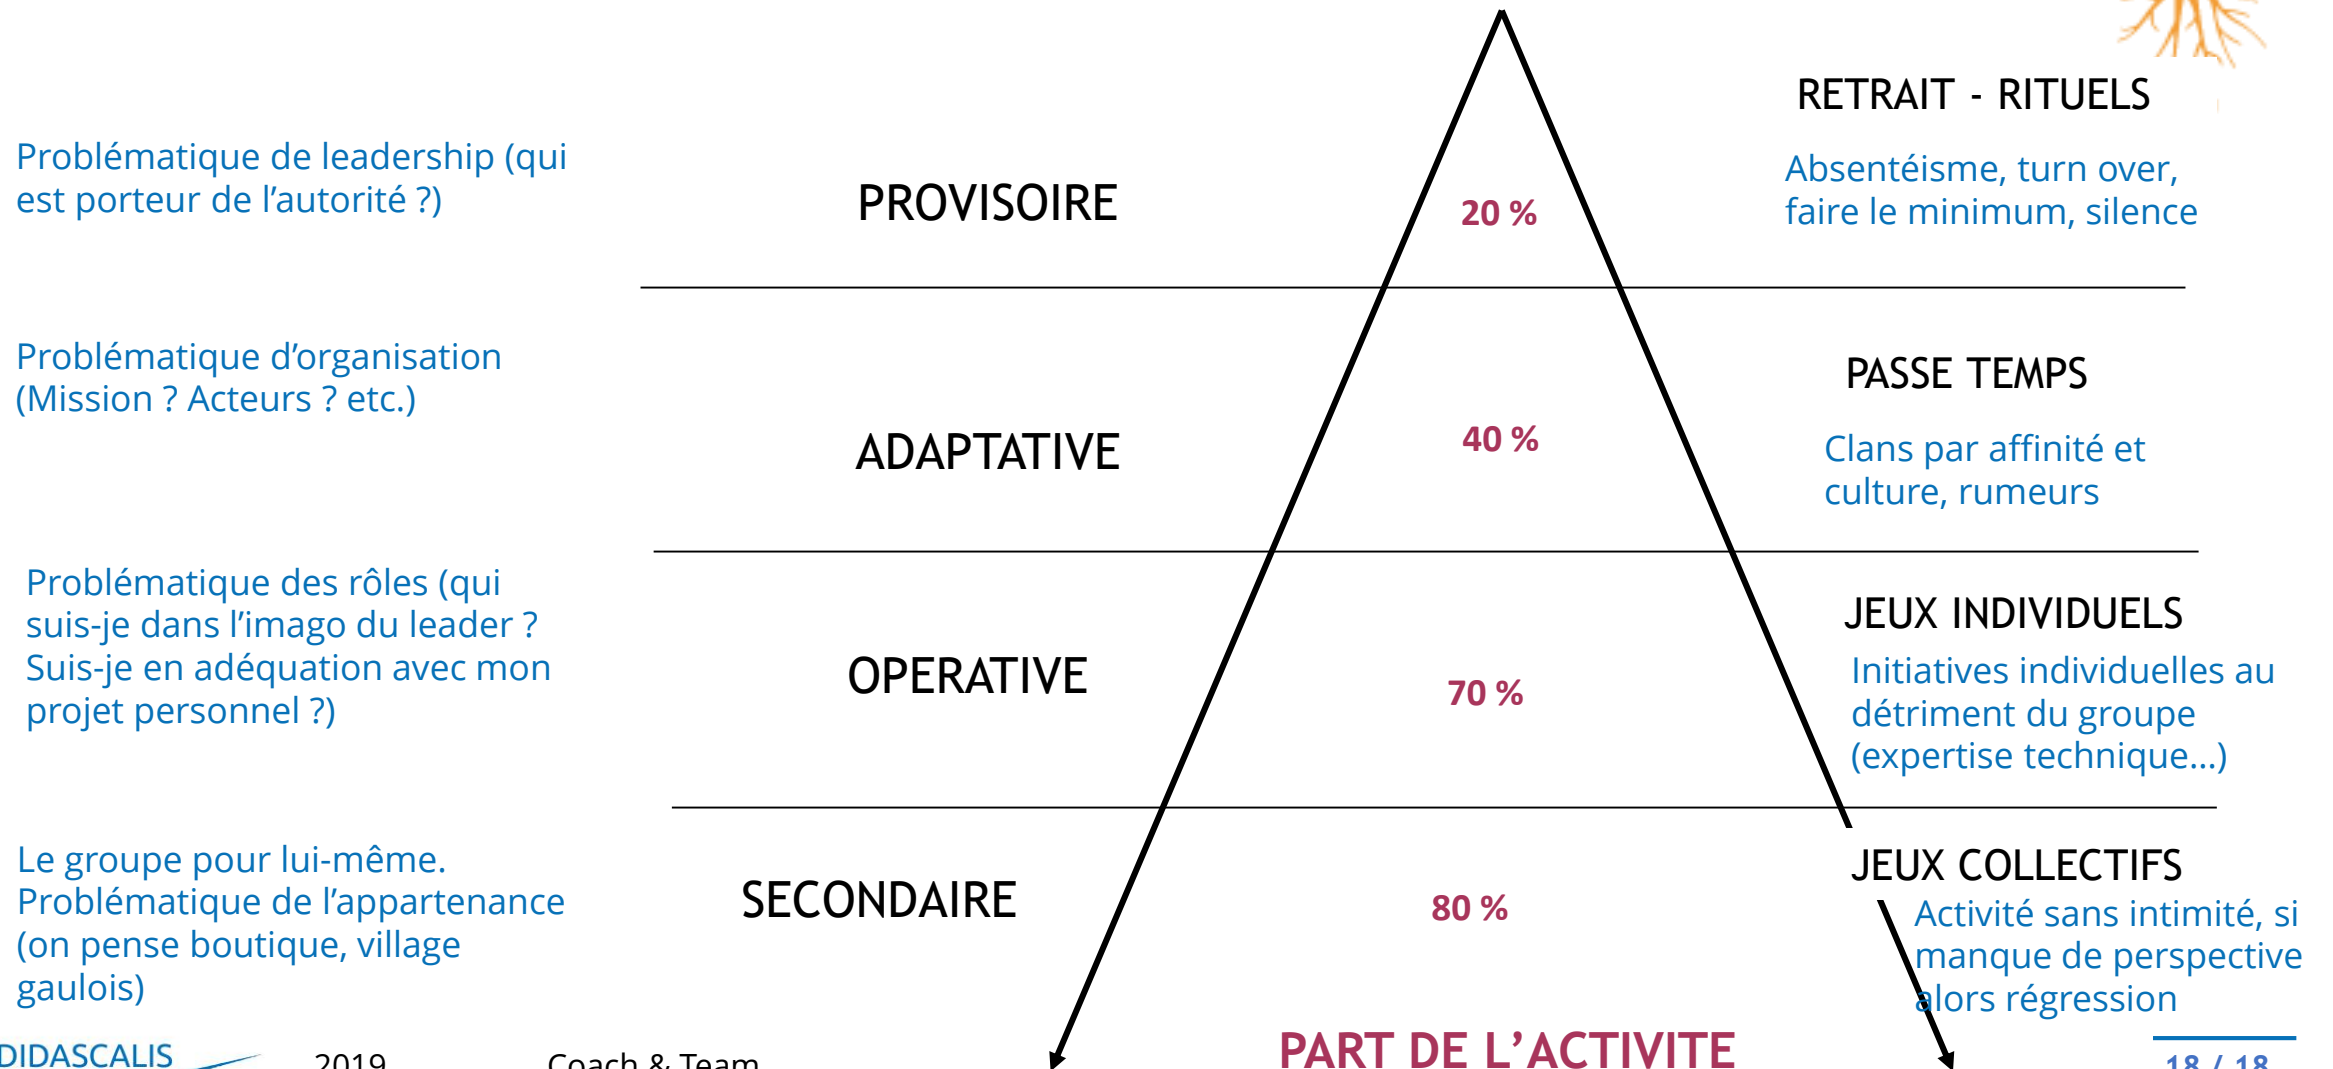 RETRAIT - RITUELS
Problématique de leadership (qui
est porteur de l'autorité ?)
PROVISOIRE
20 %
Absentéisme, turn over,
faire le minimum, silence
Problématique d'organisation
(Mission ? Acteurs ? etc.)
ADAPTATIVE
40 %
PASSE TEMPS
Clans par affinité et
culture, rumeurs
Problématique des rôles (qui
suis-je dans l'imago du leader ?
Suis-je en adéquation avec mon
projet personnel ?)
OPERATIVE
70 %
JEUX INDIVIDUELS
Initiatives individuelles au
détriment du groupe
(expertise technique...)
Le groupe pour lui-même.
Problématique de l'appartenance
(on pense boutique, village
gaulois)
SECONDAIRE
80 %
JEUX COLLECTIFS
Activité sans intimité, si
manque de perspective
alors régression
PART DE L'ACTIVITE
DIDASCALIS
2019
Coach & Team
18 / 18